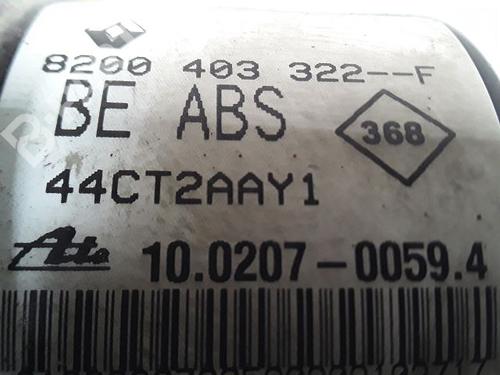 8200 403 322--F
BE ABS
368
44CT2AAY1
Ate
10.0207-0059.4